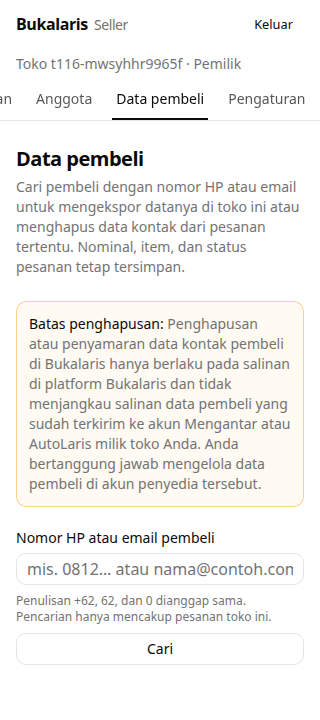 Bukalaris Seller
Keluar
Toko t116-mwsyhhr9965f · Pemilik
an Anggota Data pembeli Pengaturan
Data pembeli
Cari pembeli dengan nomor HP atau email
untuk mengekspor datanya di toko ini atau
menghapus data kontak dari pesanan
tertentu. Nominal, item, dan status
pesanan tetap tersimpan.
Batas penghapusan: Penghapusan
atau penyamaran data kontak pembeli
di Bukalaris hanya berlaku pada salinan
di platform Bukalaris dan tidak
menjangkau salinan data pembeli yang
sudah terkirim ke akun Mengantar atau
AutoLaris milik toko Anda. Anda
bertanggung jawab mengelola data
pembeli di akun penyedia tersebut.
Nomor HP atau email pembeli
mis. 0812... atau nama@contoh.con
Penulisan +62, 62, dan 0 dianggap sama.
Pencarian hanya mencakup pesanan toko ini.
Cari